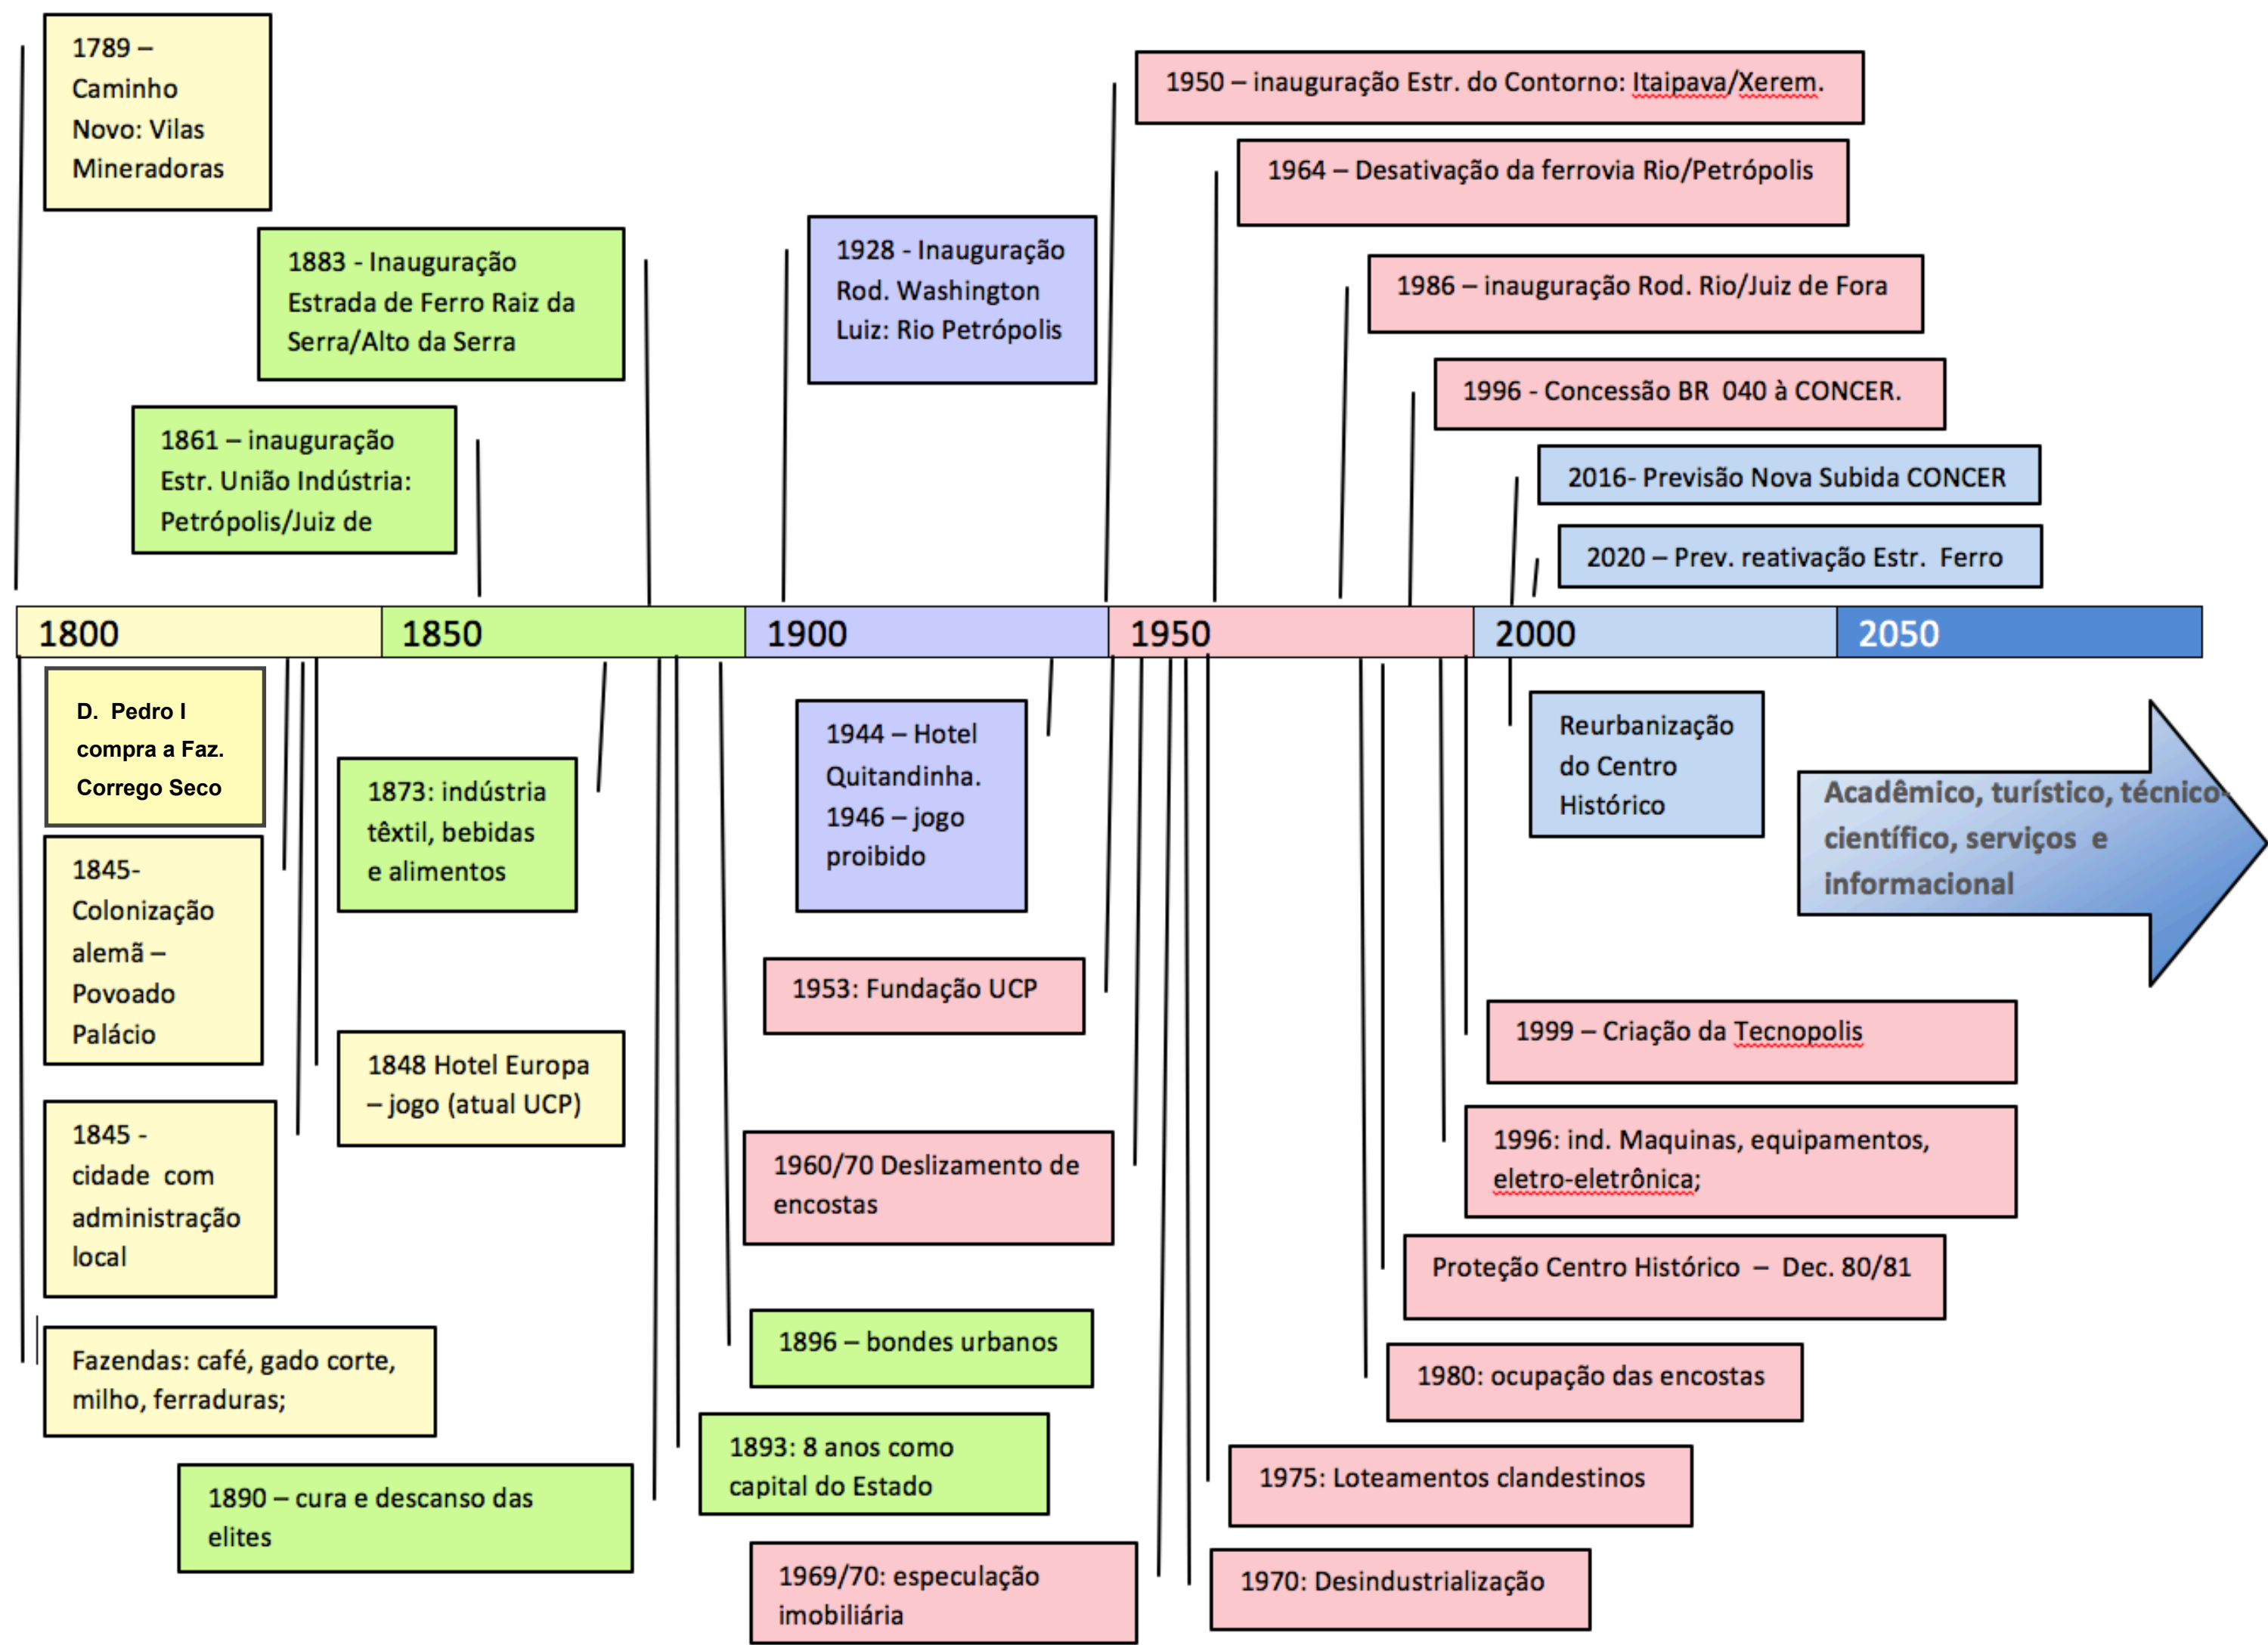 1789 –
Caminho
Novo: Vilas
Mineradoras
1950 – inauguração Estr. do Contorno: Itaipava/Xerem.
1964 – Desativação da ferrovia Rio/Petrópolis
1883 - Inauguração
Estrada de Ferro Raiz da
Serra/Alto da Serra
1928 - Inauguração
Rod. Washington
Luiz: Rio Petrópolis
1986 – inauguração Rod. Rio/Juiz de Fora
1996 - Concessão BR 040 à CONCER.
1861 – inauguração
Estr. União Indústria:
Petrópolis/Juiz de
2016- Previsão Nova Subida CONCER
2020 – Prev. reativação Estr. Ferro
1800 1850 1900 1950 2000 2050
D. Pedro I
compra a Faz.
Corrego Seco
1845-
Colonização
alemã –
Povoado
Palácio
1845 -
cidade com
administração
local
Fazendas: café, gado corte,
milho, ferraduras;
1890 – cura e descanso das
elites
1873: indústria
têxtil, bebidas
e alimentos
1848 Hotel Europa
– jogo (atual UCP)
1944 – Hotel
Quitandinha.
1946 – jogo
proibido
1953: Fundação UCP
1960/70 Deslizamento de
encostas
1896 – bondes urbanos
1893: 8 anos como
capital do Estado
1969/70: especulação
imobiliária
Reurbanização
do Centro
Histórico
Acadêmico, turístico, técnico-
científico, serviços e
informacional
1999 – Criação da Tecnopolis
1996: ind. Maquinas, equipamentos,
eletro-eletrônica;
Proteção Centro Histórico – Dec. 80/81
1980: ocupação das encostas
1975: Loteamentos clandestinos
1970: Desindustrialização